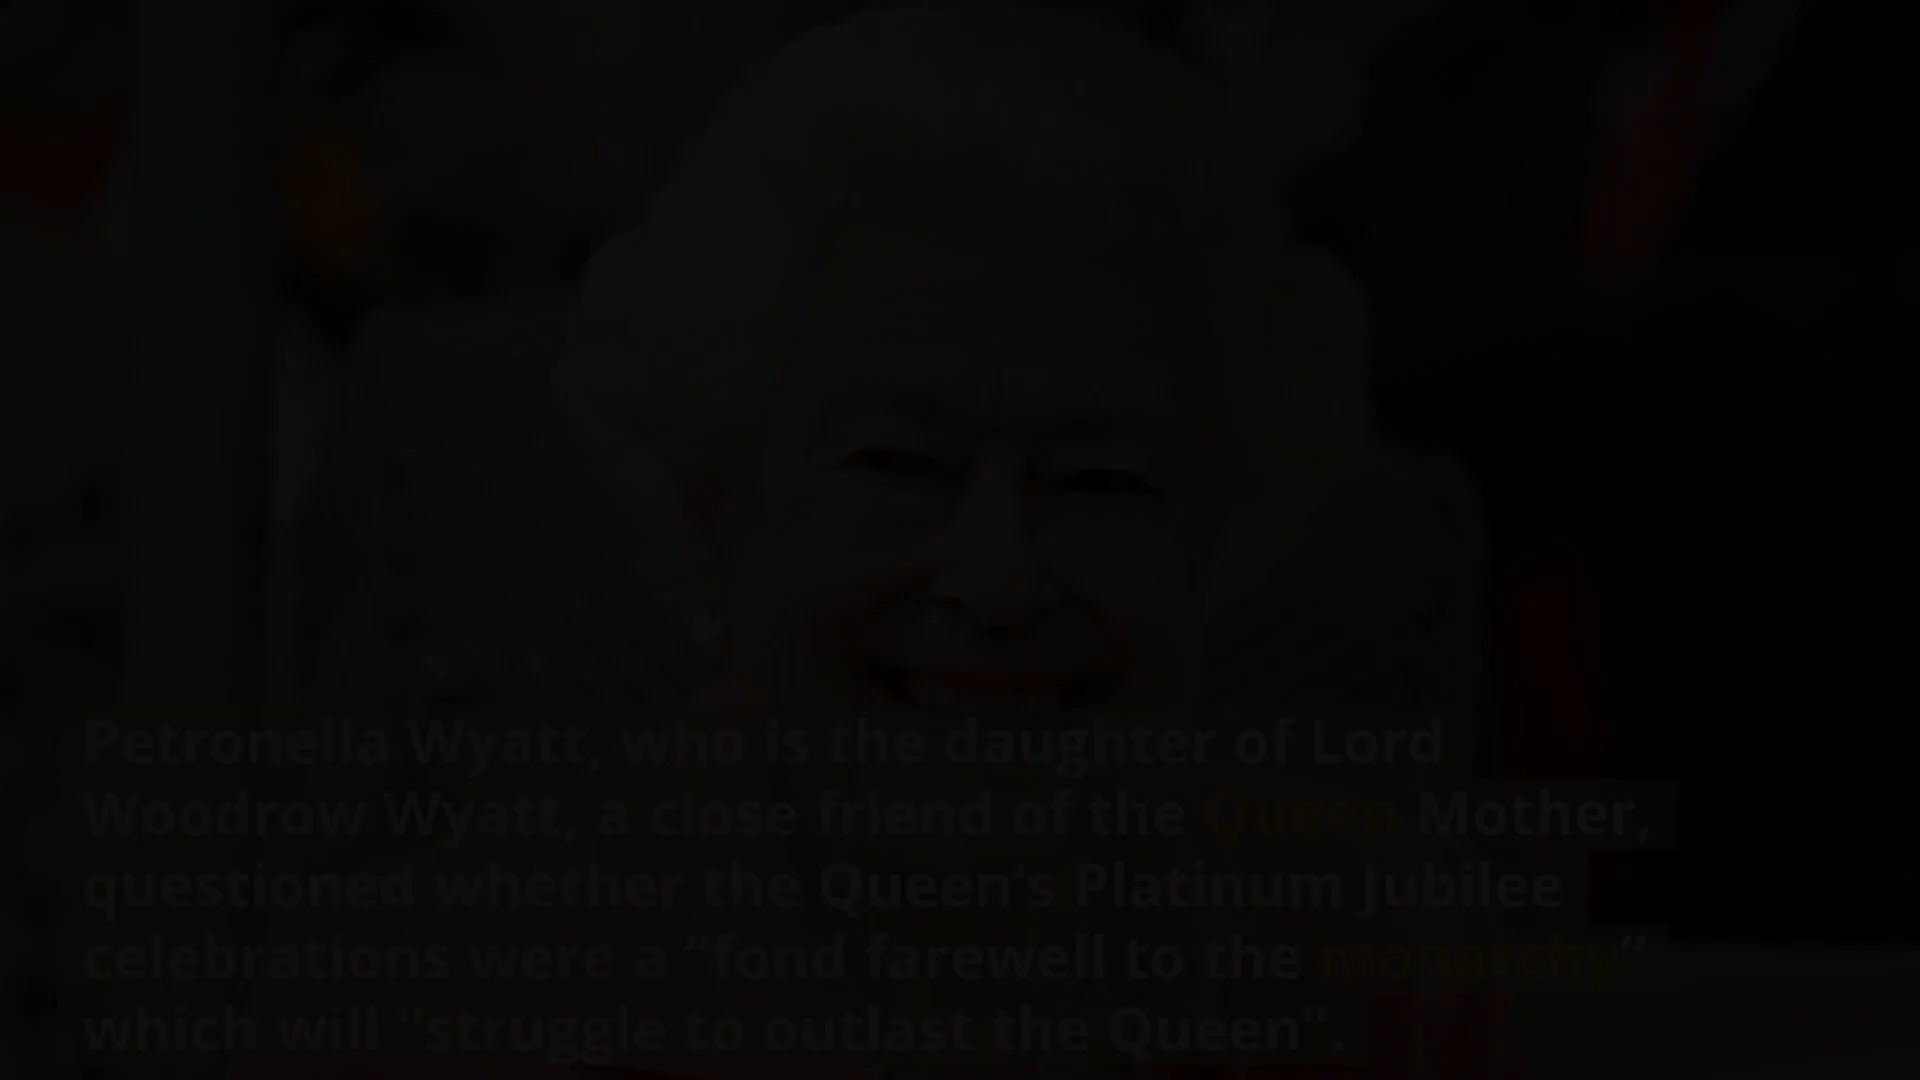 Petronella Wyatt, who is the daughter of Lord
Woodrow Wyatt, a close friend of the Queen Mother,
questioned whether the Queen’s Platinum Jubilee
celebrations were a “fond farewell to the monarchy”
which will "struggle to outlast the Queen”.